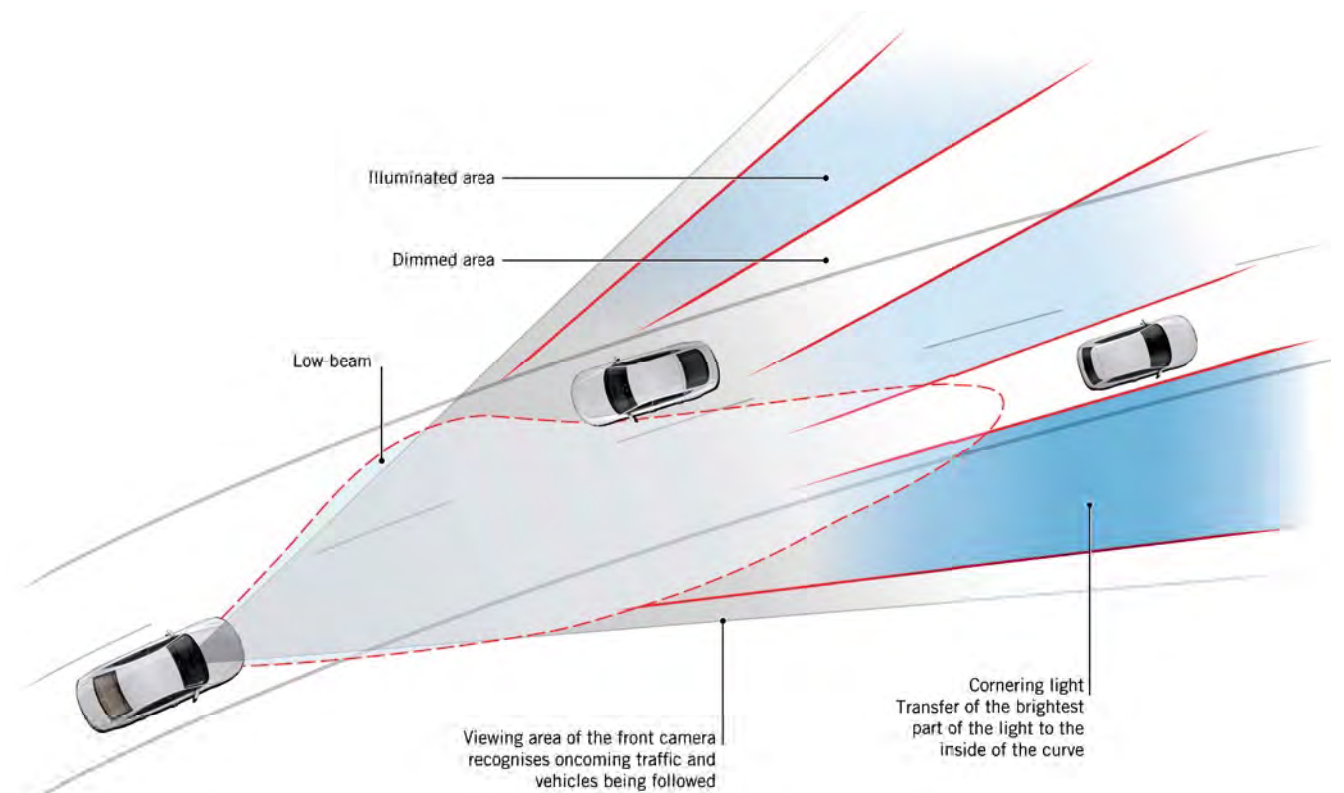 Illuminated area
Dimmed area
Low-beam
Cornering light
Transfer of the brightest
part of the light to the
inside of the curve
Viewing area of the front camera
recognises oncoming traffic and
vehicles being followed